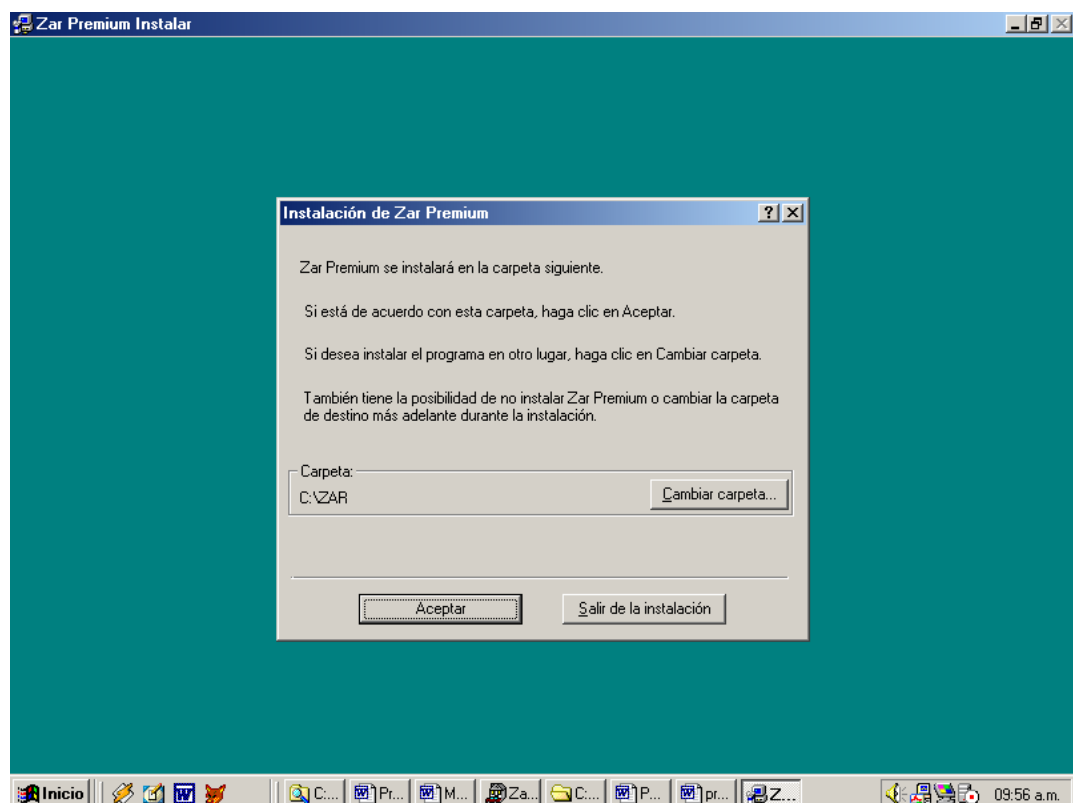 Zar Premium Instalar
Instalación de Zar Premium
Zar Premium se instalará en la carpeta siguiente.
Si está de acuerdo con esta carpeta, haga clic en Aceptar.
Si desea instalar el programa en otro lugar, haga clic en Cambiar carpeta.
También tiene la posibilidad de no instalar Zar Premium o cambiar la carpeta
de destino más adelante durante la instalación.
Carpeta:
C:\ZAR
Cambiar carpeta...
Aceptar
Salir de la instalación
Inicio
C:...
Pr...
M...
Za...
C:...
P...
pr...
Z...
09:56 a.m.